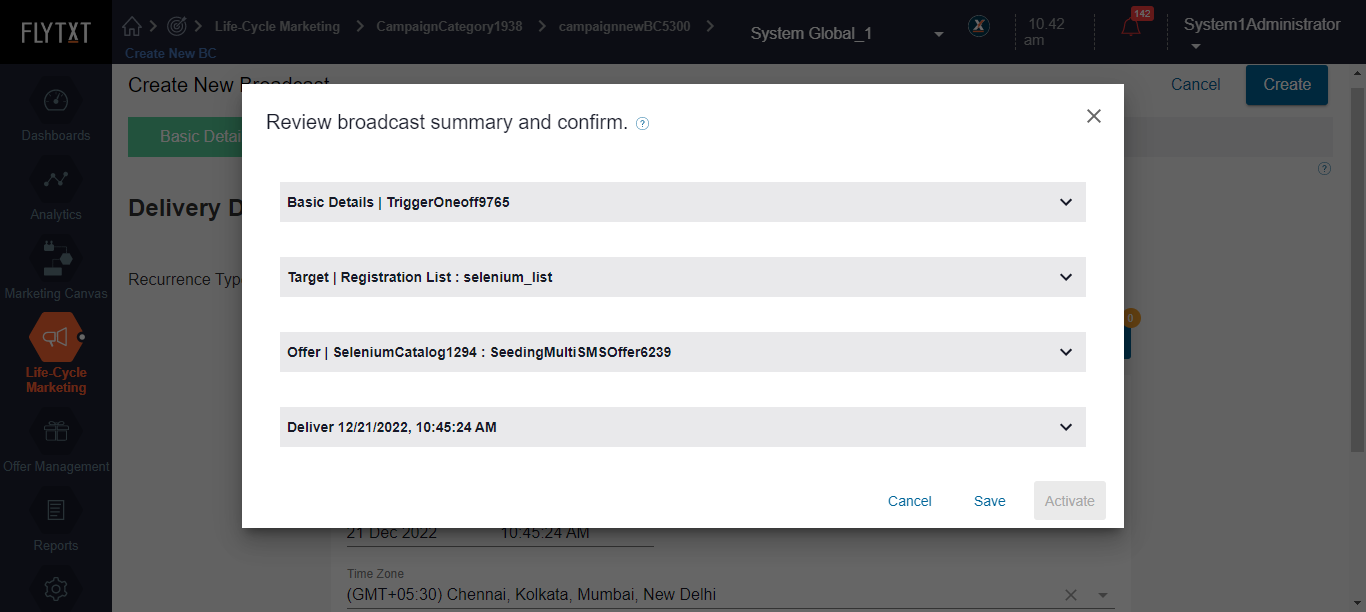 FLYTXT
Life-Cycle Marketing
CampaignCategory1938
campaignnewBC5300
Create New BC
System Global_1
X
10.42
am
142
System1Administrator
Dashboards
Analytics
Marketing Canvas
Life-Cycle
Marketing
Offer Management
Reports
Create New Broadcast
Cancel
Create
Basic Detai
?
Delivery D
Recurrence Typ
0
Review broadcast summary and confirm. ?
Basic Details | TriggerOneoff9765
Target | Registration List : selenium_list
Offer | SeleniumCatalog1294 : SeedingMultiSMSOffer6239
Deliver 12/21/2022, 10:45:24 AM
Cancel
Save
Activate
21 Dec 2022
10:45:24 AM
Time Zone
(GMT+05:30) Chennai, Kolkata, Mumbai, New Delhi